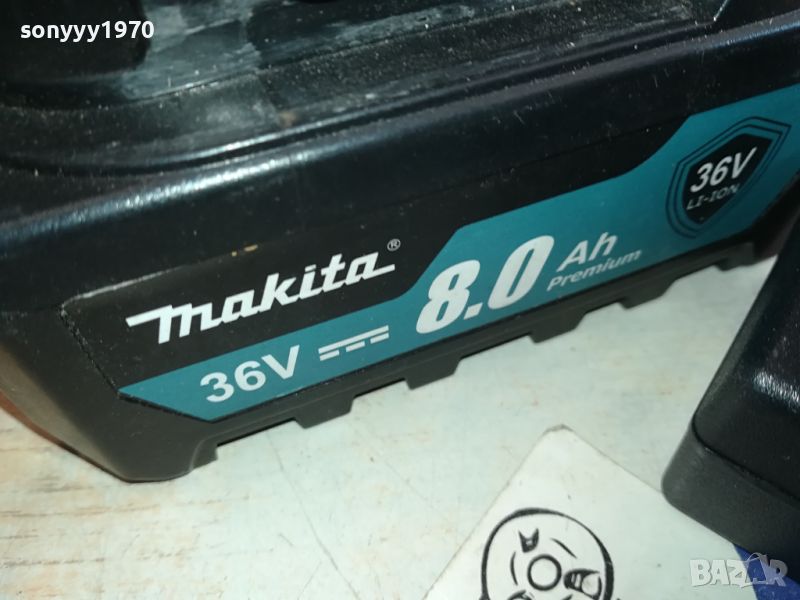 sonyyy1970
36V
LI-ION
makita®
8.0 Ah
Premium
36V
BAZAR